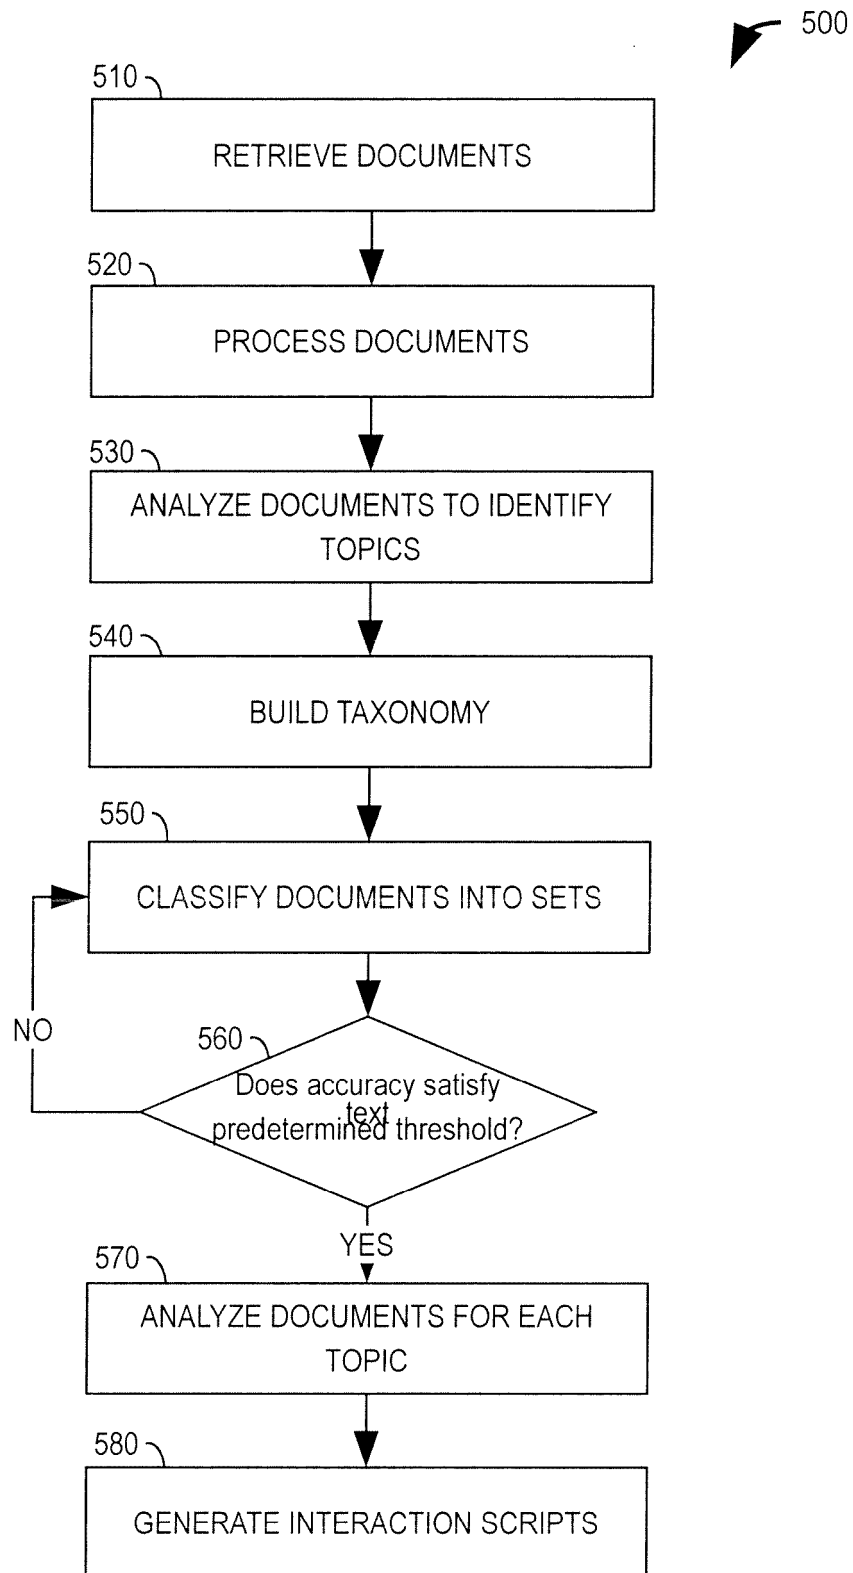 500
510
RETRIEVE DOCUMENTS
520
PROCESS DOCUMENTS
530
ANALYZE DOCUMENTS TO IDENTIFY
TOPICS
540
BUILD TAXONOMY
550
CLASSIFY DOCUMENTS INTO SETS
NO
560
Does accuracy satisfy
text
predetermined threshold?
YES
570
ANALYZE DOCUMENTS FOR EACH
TOPIC
580
GENERATE INTERACTION SCRIPTS